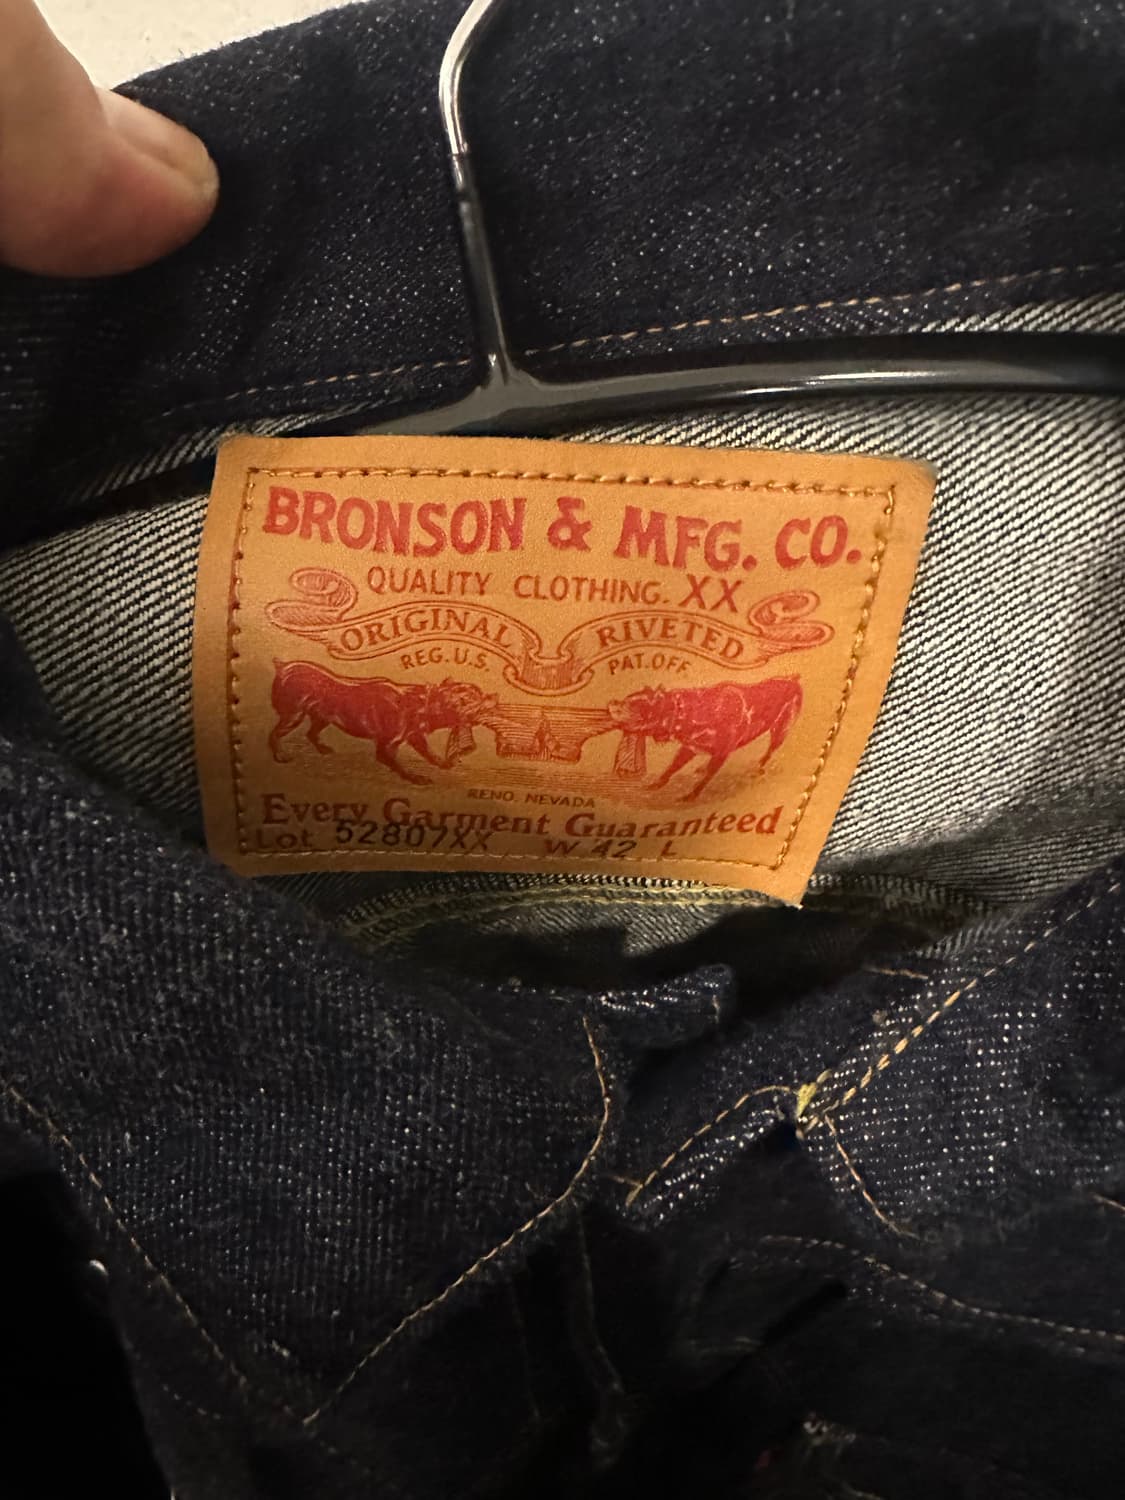 BRONSON & MFG. CO.
QUALITY CLOTHING. XX
ORIGINAL RIVETED
REG.U.S. PAT.OFF
RENO. NEVADA
Every Garment Guaranteed
Lot 52807XX W 42 L